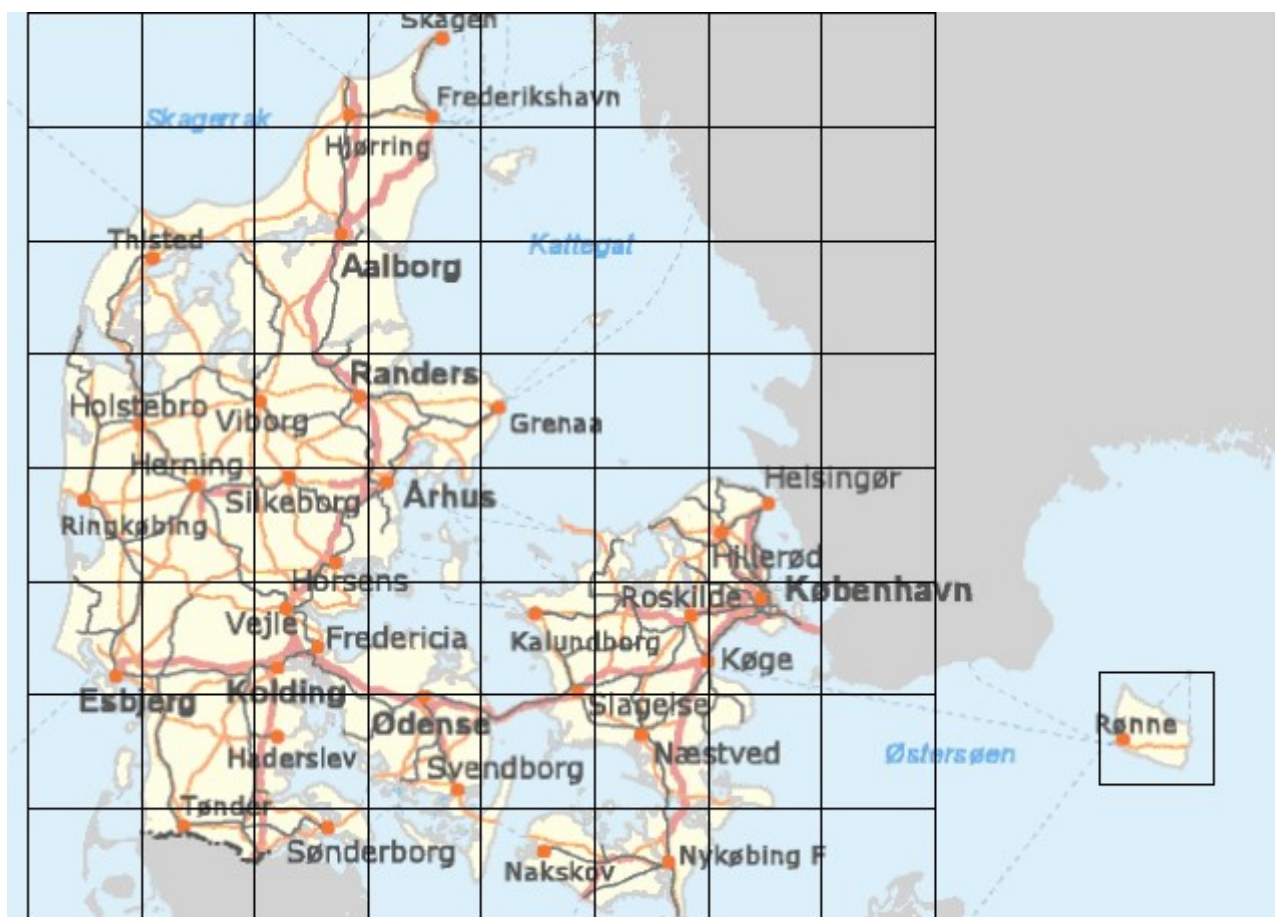 Skagen
Frederikshavn
Skagerrak
Hjørring
Thisted
Kattegat
Aalborg
Randers
Holstebro
Viborg
Grenaa
Herning
Helsingør
Silkeborg
Århus
Ringkøbing
Hillerød
Horsens
København
Roskilde
Vejle
Fredericia
Kalundborg
Køge
Esbjerg
Kolding
Slagelse
Odense
Rønne
Næstved
Østersøen
Haderslev
Svendborg
Tønder
Sønderborg
Nykøbing F
Nakskov